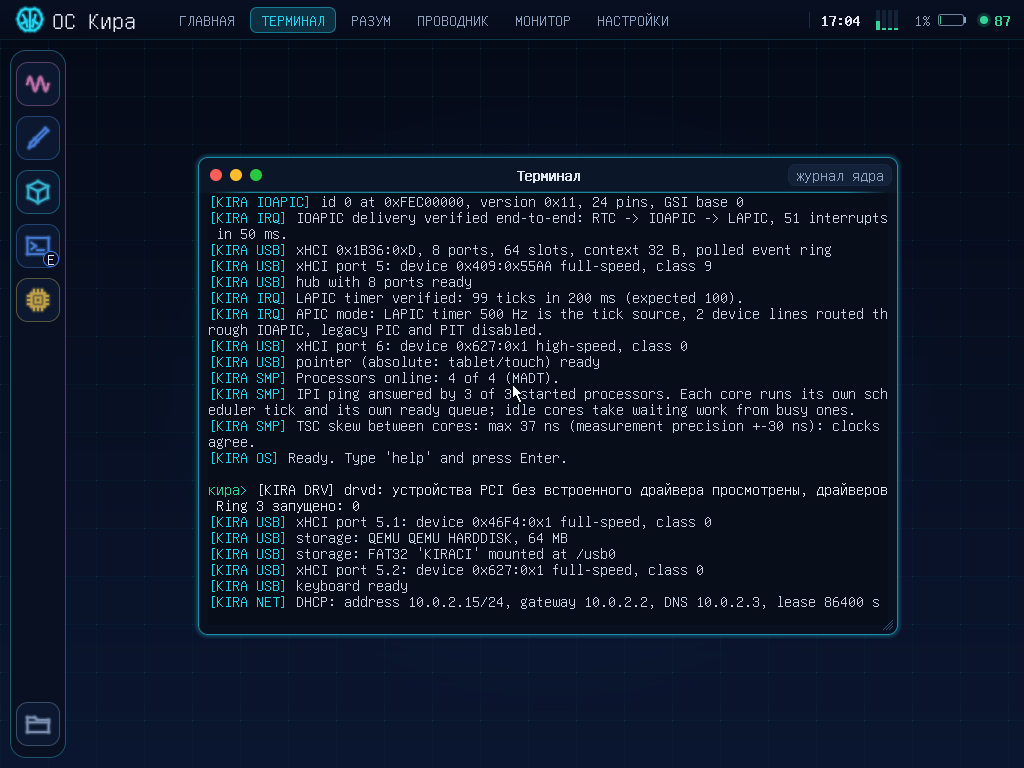 ОС Кира
ГЛАВНАЯ
ТЕРМИНАЛ
РАЗУМ
ПРОВОДНИК
МОНИТОР
НАСТРОЙКИ
17:04
1%
87
E
Терминал
журнал ядра
[KIRA IOAPIC] id 0 at 0xFEC00000, version 0x11, 24 pins, GSI base 0
[KIRA IRQ] IOAPIC delivery verified end-to-end: RTC -> IOAPIC -> LAPIC, 51 interrupts
in 50 ms.
[KIRA USB] xHCI 0x1B36:0xD, 8 ports, 64 slots, context 32 B, polled event ring
[KIRA USB] xHCI port 5: device 0x409:0x55AA full-speed, class 9
[KIRA USB] hub with 8 ports ready
[KIRA IRQ] LAPIC timer verified: 99 ticks in 200 ms (expected 100).
[KIRA IRQ] APIC mode: LAPIC timer 500 Hz is the tick source, 2 device lines routed th
rough IOAPIC, legacy PIC and PIT disabled.
[KIRA USB] xHCI port 6: device 0x627:0x1 high-speed, class 0
[KIRA USB] pointer (absolute: tablet/touch) ready
[KIRA SMP] Processors online: 4 of 4 (MADT).
[KIRA SMP] IPI ping answered by 3 of 3 started processors. Each core runs its own sch
eduler tick and its own ready queue; idle cores take waiting work from busy ones.
[KIRA SMP] TSC skew between cores: max 37 ns (measurement precision +-30 ns): clocks
agree.
[KIRA OS] Ready. Type 'help' and press Enter.
кира> [KIRA DRV] drvd: устройства PCI без встроенного драйвера просмотрены, драйверов
Ring 3 запущено: 0
[KIRA USB] xHCI port 5.1: device 0x46F4:0x1 full-speed, class 0
[KIRA USB] storage: QEMU QEMU HARDDISK, 64 MB
[KIRA USB] storage: FAT32 'KIRACI' mounted at /usb0
[KIRA USB] xHCI port 5.2: device 0x627:0x1 full-speed, class 0
[KIRA USB] keyboard ready
[KIRA NET] DHCP: address 10.0.2.15/24, gateway 10.0.2.2, DNS 10.0.2.3, lease 86400 s